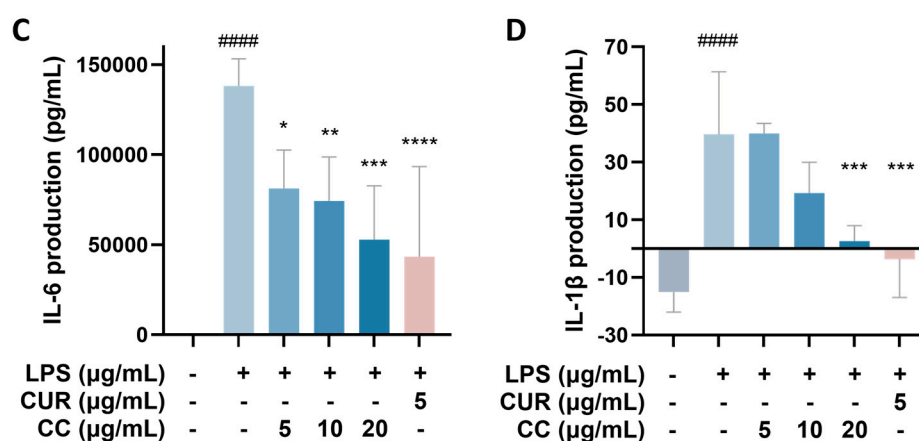 C
IL-6 production (pg/mL)
150000
100000
50000
0
####
*
**
***
****
LPS (µg/mL) - + + + + +
CUR (µg/mL) 5
CC (µg/mL) - - 5 10 20 -
D
IL-1β production (pg/mL)
70
50
30
10
-10
-30
####
***
***
LPS (µg/mL) - + + + + +
CUR (µg/mL) 5
CC (µg/mL) - - 5 10 20 -